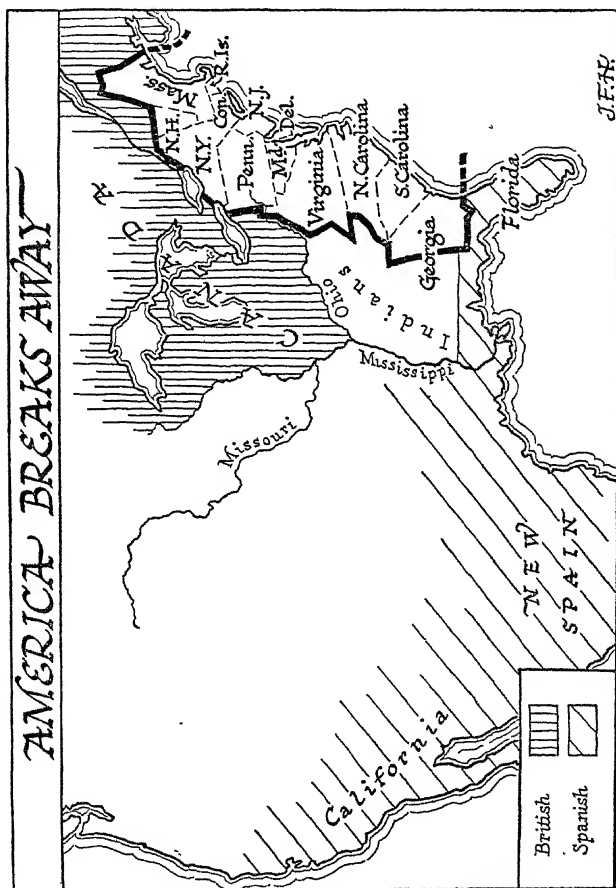 AMERICA BREAKS AWAY
CANADA
Mass.
N.H.
N.Y.
Con.
R.Is.
Penn.
N.J.
Md.
Del.
Virginia
N.Carolina
S.Carolina
Georgia
Florida
Ohio
Indians
Mississippi
Missouri
NEW
SPAIN
California
British
Spanish
J.F.H.